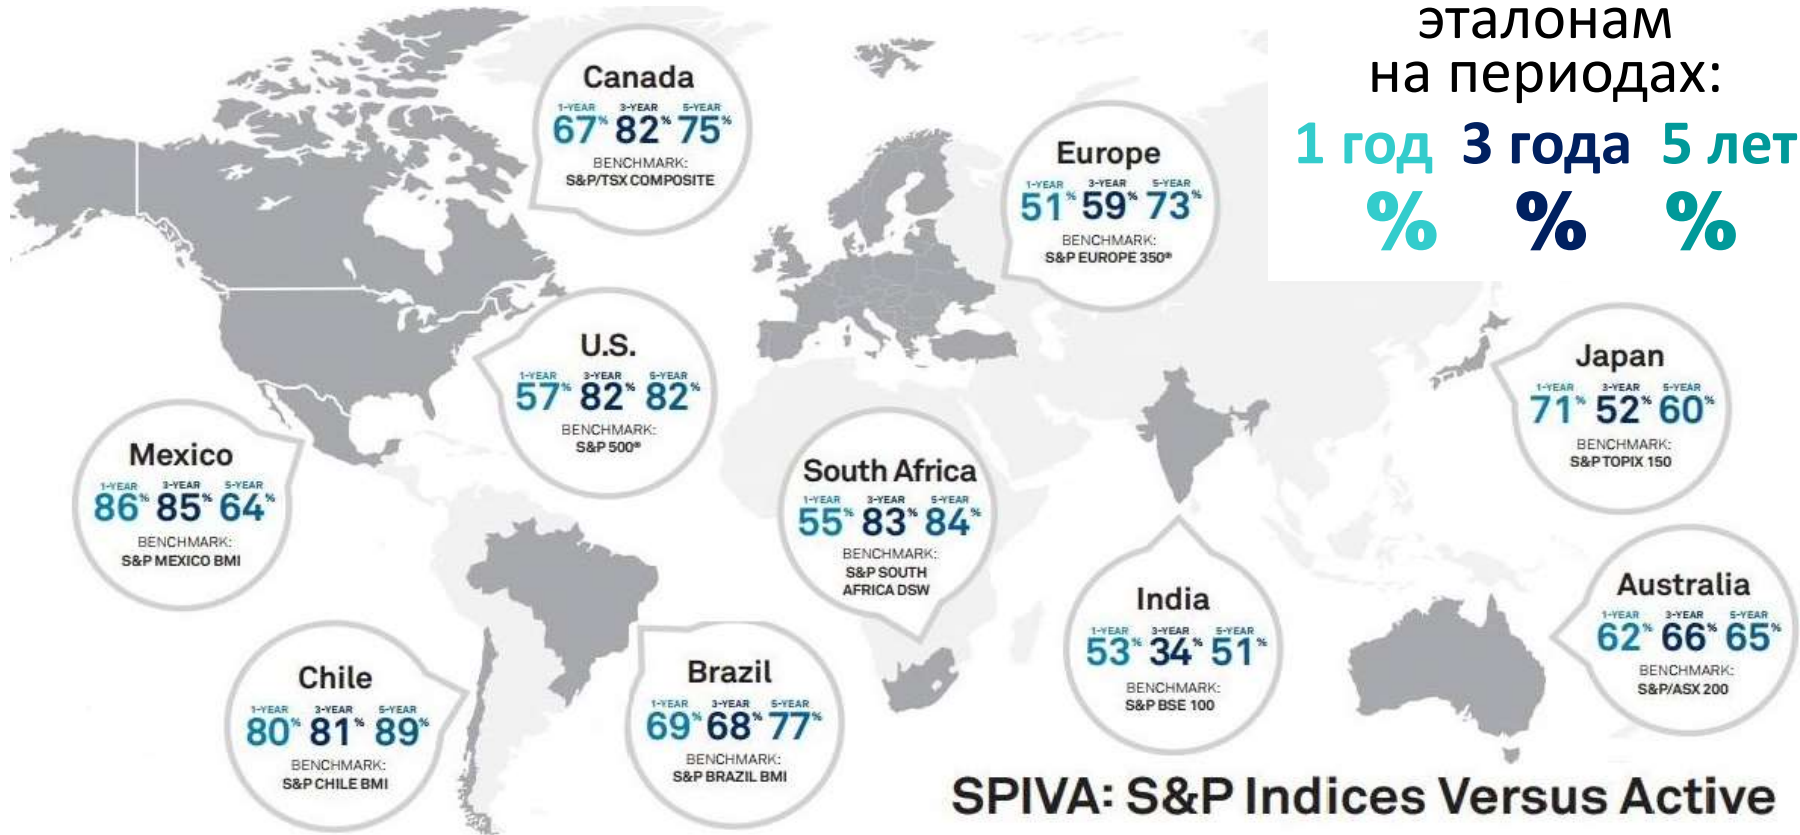 эталонам
на периодах:
1 год 3 года 5 лет
% % %
Canada
1-YEAR 3-YEAR 5-YEAR
67% 82% 75%
BENCHMARK:
S&P/TSX COMPOSITE
Europe
1-YEAR 3-YEAR 5-YEAR
51% 59% 73%
BENCHMARK:
S&P EUROPE 350®
U.S.
1-YEAR 3-YEAR 5-YEAR
57% 82% 82%
BENCHMARK:
S&P 500®
Japan
1-YEAR 3-YEAR 5-YEAR
71% 52% 60%
BENCHMARK:
S&P TOPIX 150
Mexico
1-YEAR 3-YEAR 5-YEAR
86% 85% 64%
BENCHMARK:
S&P MEXICO BMI
South Africa
1-YEAR 3-YEAR 5-YEAR
55% 83% 84%
BENCHMARK:
S&P SOUTH
AFRICA DSW
India
1-YEAR 3-YEAR 5-YEAR
53% 34% 51%
BENCHMARK:
S&P BSE 100
Australia
1-YEAR 3-YEAR 5-YEAR
62% 66% 65%
BENCHMARK:
S&P/ASX 200
Chile
1-YEAR 3-YEAR 5-YEAR
80% 81% 89%
BENCHMARK:
S&P CHILE BMI
Brazil
1-YEAR 3-YEAR 5-YEAR
69% 68% 77%
BENCHMARK:
S&P BRAZIL BMI
SPIVA: S&P Indices Versus Active